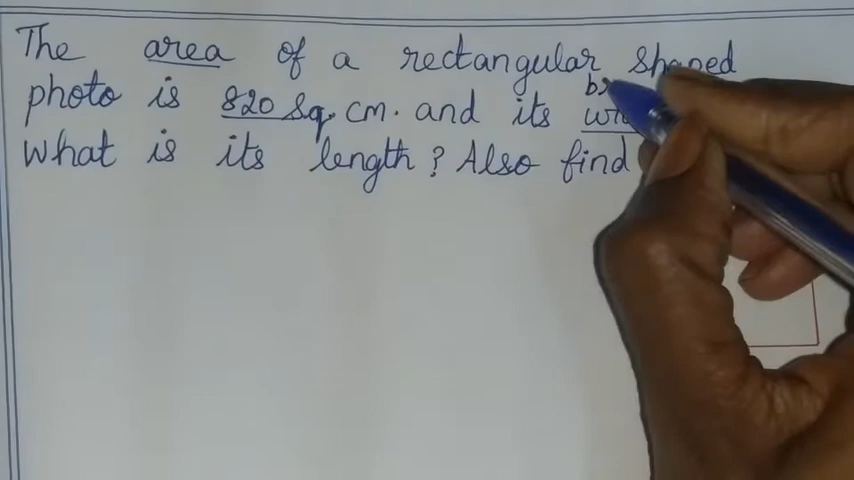 The area of a rectangular shaped
photo is 820 Sq. cm. and its
What is its length? Also find